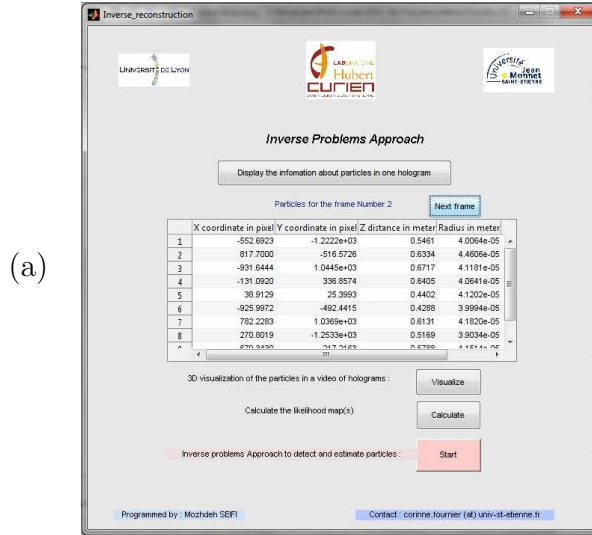 Inverse_reconstruction
UNIVERSITÉ DE LYON
LABORATOIRE
Hubert
CURIEN
Université
Jean
Monnet
SAINT-ETIENNE
Inverse Problems Approach
Display the infomation about particles in one hologram
Particles for the frame Number 2 Next frame
X coordinate in pixel Y coordinate in pixel Z distance in meter Radius in meter
1 -552.6923 -1.2222e+03 0.5461 4.0064e-05
2 817.7000 -516.5726 0.6334 4.4606e-05
3 -931.6444 1.0445e+03 0.6717 4.1181e-05
4 -131.0920 336.8574 0.6405 4.0641e-05
5 38.9129 25.3993 0.4402 4.1202e-05
6 -925.9972 -492.4415 0.4288 3.9994e-05
7 782.2283 1.0369e+03 0.6131 4.1820e-05
8 270.8019 -1.2533e+03 0.5169 3.9034e-05
(a)
3D visualization of the particles in a video of holograms : Visualize
Calculate the likelihood map(s) Calculate
Inverse problems Approach to detect and estimate particles : Start
Programmed by : Mozhdeh SEIFI Contact : corinne.fournier (at) univ-st-etienne.fr